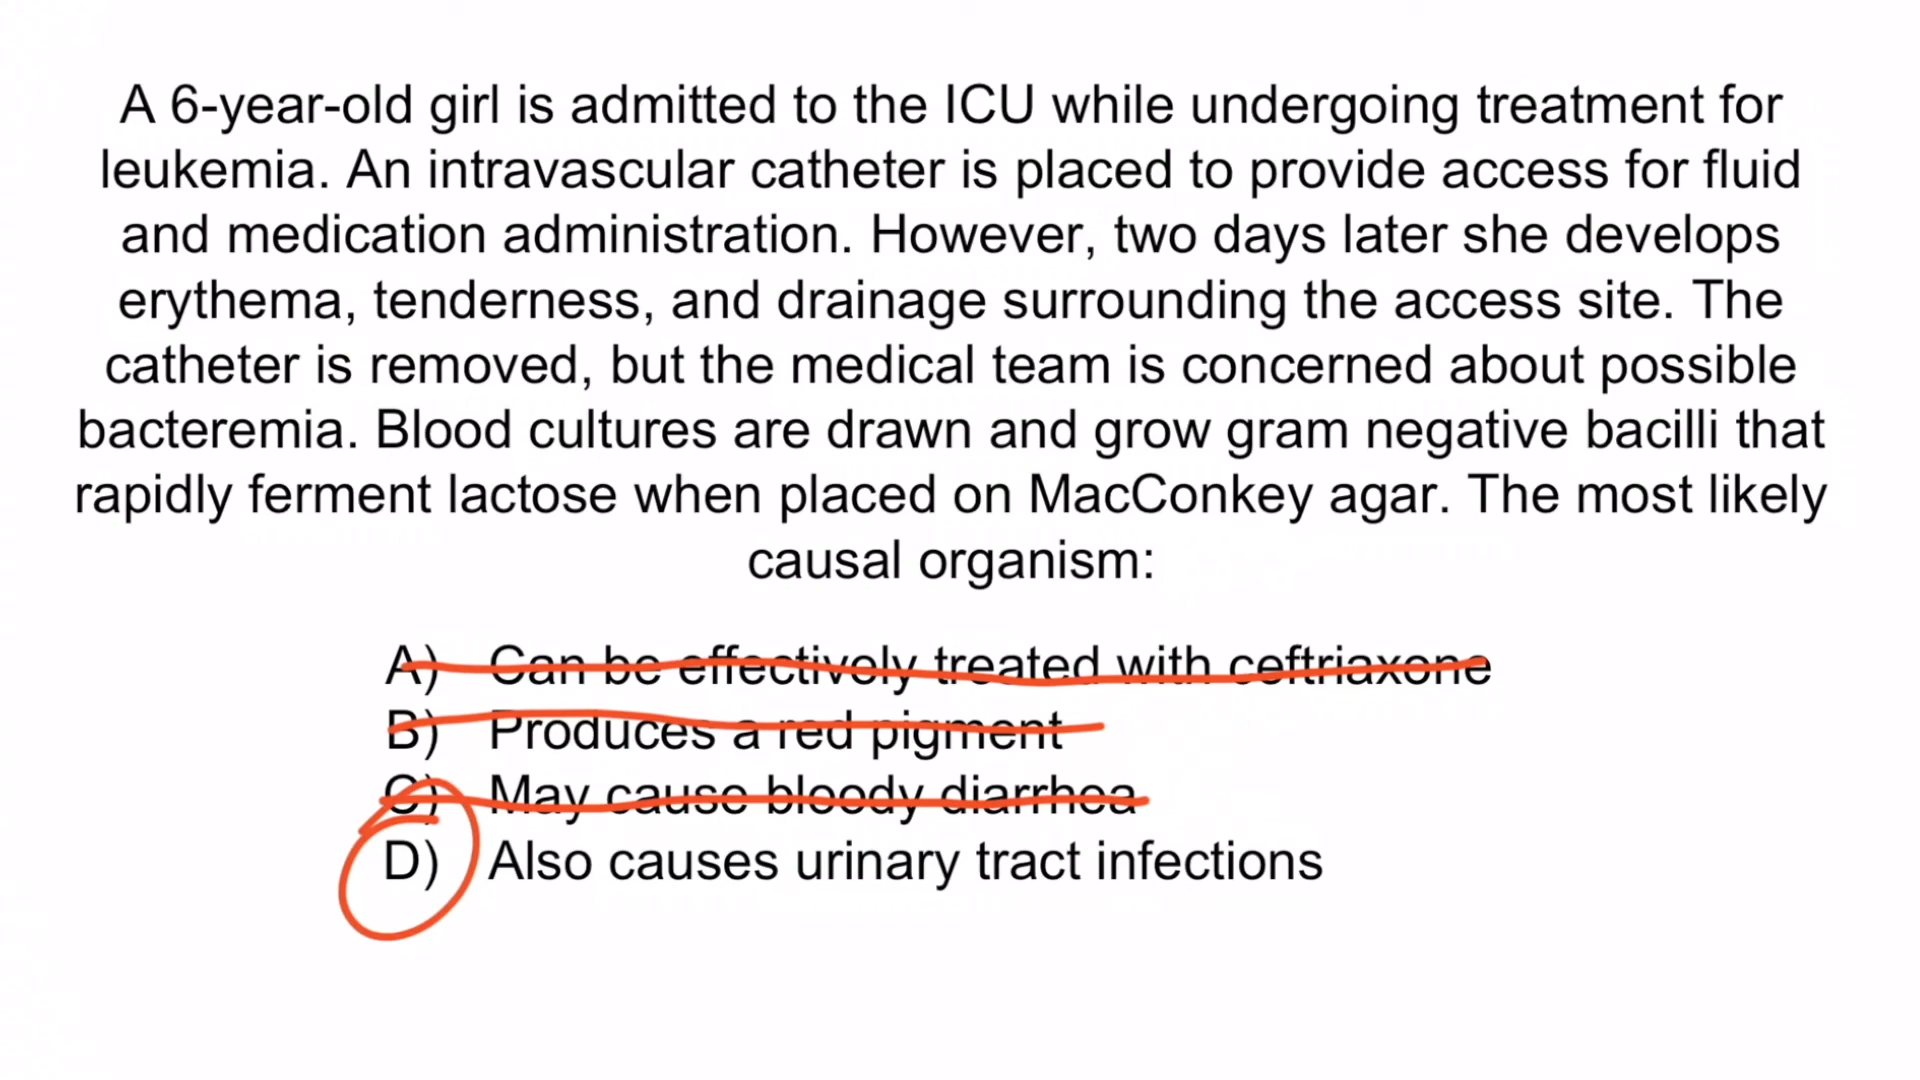 A 6-year-old girl is admitted to the ICU while undergoing treatment for
leukemia. An intravascular catheter is placed to provide access for fluid
and medication administration. However, two days later she develops
erythema, tenderness, and drainage surrounding the access site. The
catheter is removed, but the medical team is concerned about possible
bacteremia. Blood cultures are drawn and grow gram negative bacilli that
rapidly ferment lactose when placed on MacConkey agar. The most likely
causal organism:
A) Can be effectively treated with ceftriaxone
B) Produces a red pigment
C) May cause bloody diarrhea
D) Also causes urinary tract infections